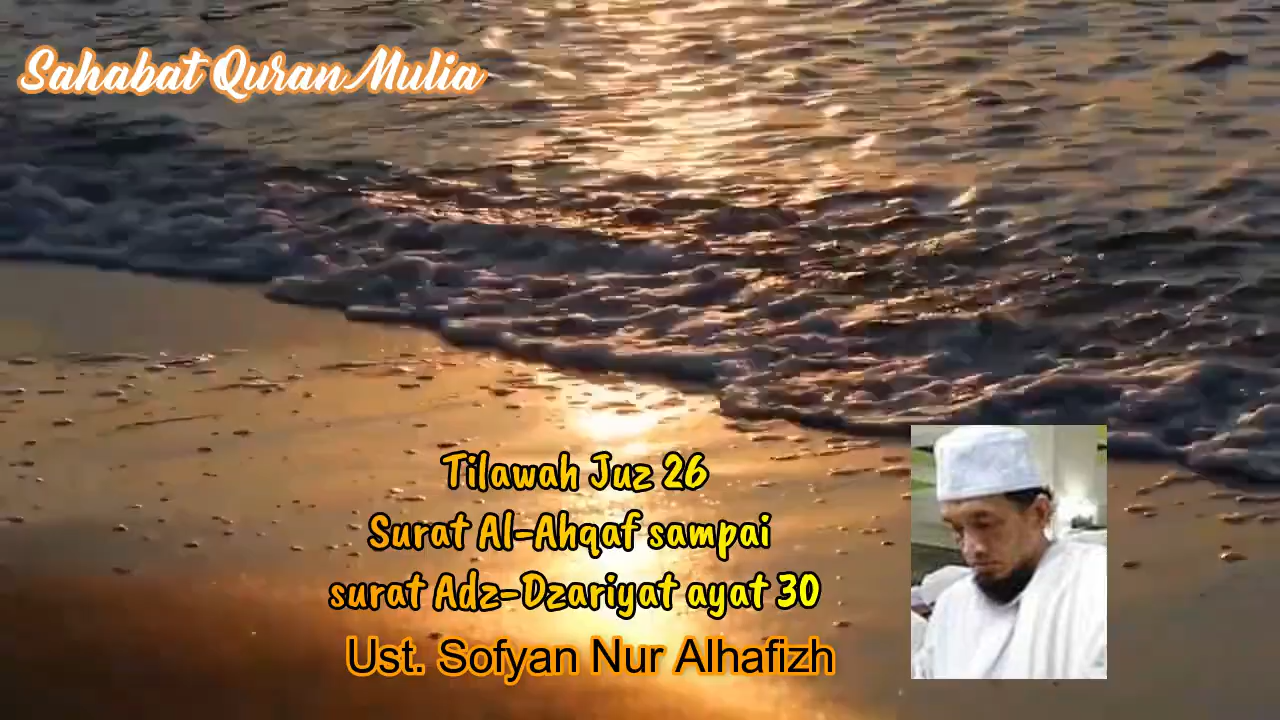 Sahabat Quran Mulia
Tilawah Juz 26
Surat Al-Ahqaf sampai
surat Adz-Dzariyat ayat 30
Ust. Sofyan Nur Alhafizh